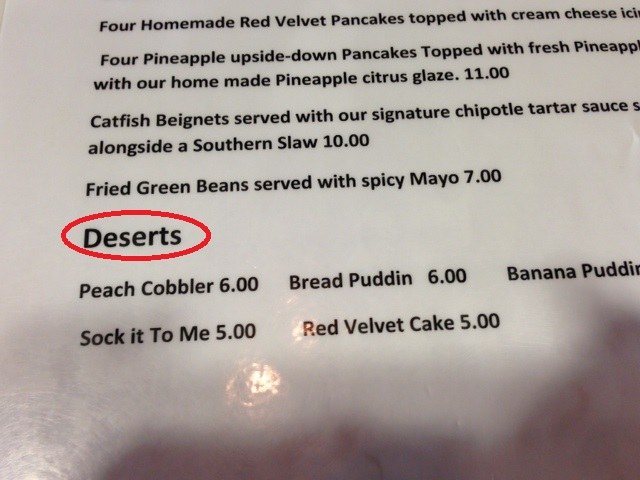 Four Homemade Red Velvet Pancakes topped with cream cheese
Four Pineapple upside-down Pancakes Topped with fresh
with our home made Pineapple citrus glaze. 11.00
Catfish Beignets served with our signature chipotle tartar sauce
alongside a Southern Slaw 10.00
Fried Green Beans served with spicy Mayo 7.00
Deserts
Peach Cobbler 6.00 Bread Puddin 6.00 Banana
Sock it To Me 5.00 Red Velvet Cake 5.00